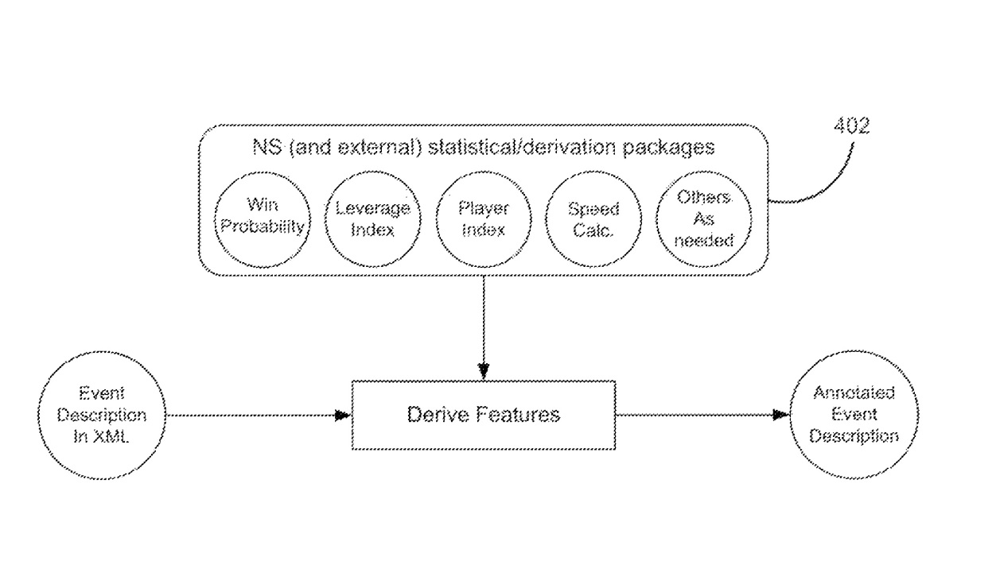 402
NS (and external) statistical/derivation packages
Win
Probability
Leverage
Index
Player
Index
Speed
Calc.
Others
As
needed
Event
Description
In XML
Derive Features
Annotated
Event
Description